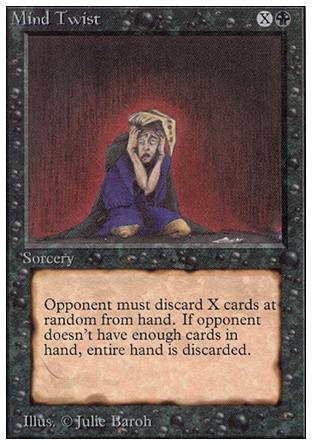 Mind Twist X
Sorcery
Opponent must discard X cards at
random from hand. If opponent
doesn't have enough cards in
hand, entire hand is discarded.
Illus. © Julie Baroh